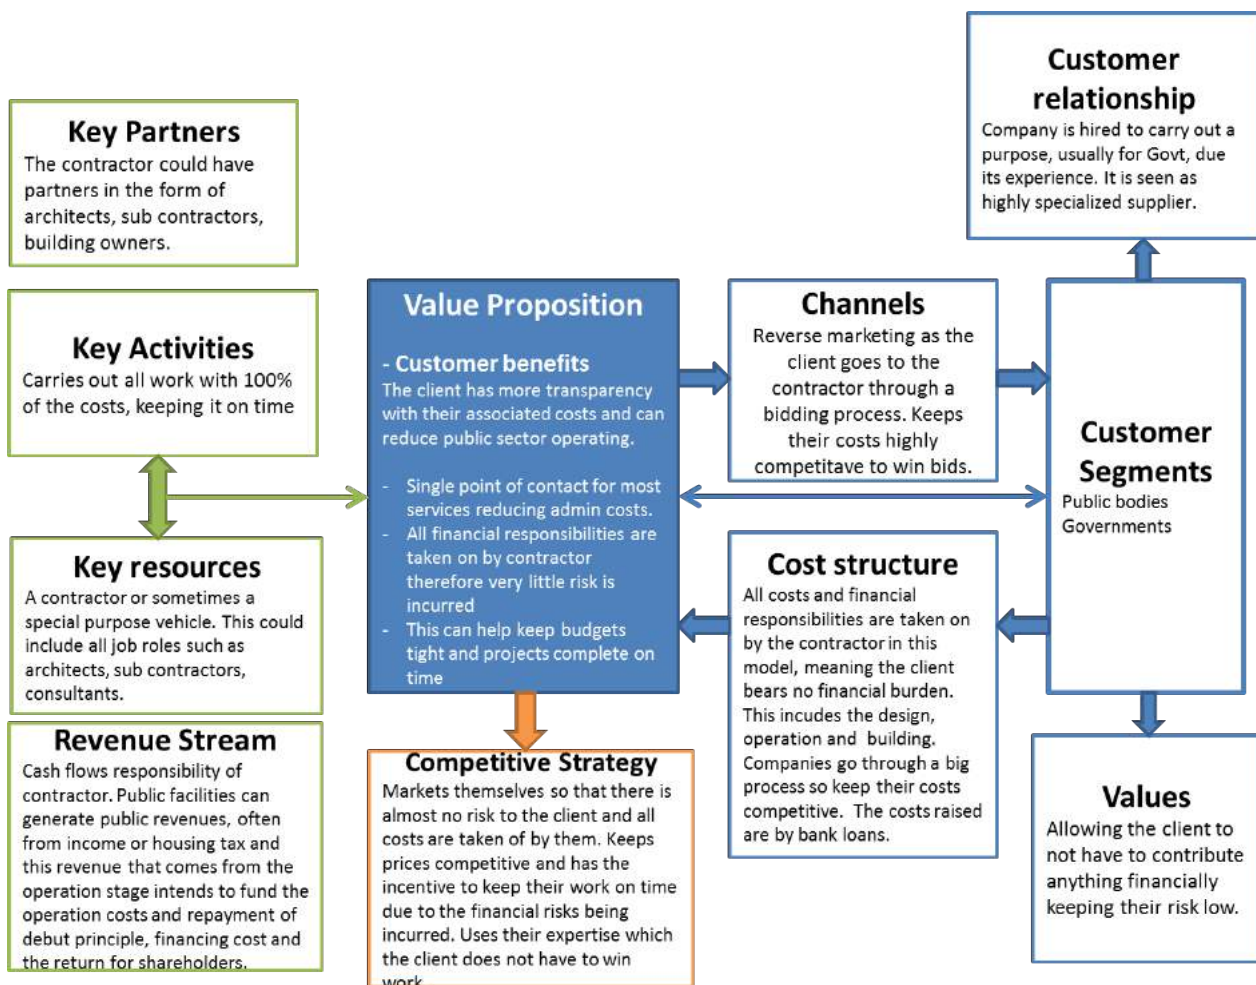 Key Partners
The contractor could have
partners in the form of
architects, sub contractors,
building owners.
Key Activities
Carries out all work with 100%
of the costs, keeping it on time
Key resources
A contractor or sometimes a
special purpose vehicle. This could
include all job roles such as
architects, sub contractors,
consultants.
Revenue Stream
Cash flows responsibility of
contractor. Public facilities can
generate public revenues, often
from income or housing tax and
this revenue that comes from the
operation stage intends to fund the
operation costs and repayment of
debut principle, financing cost and
the return for shareholders.
Value Proposition
- Customer benefits
The client has more transparency
with their associated costs and can
reduce public sector operating.
- Single point of contact for most
services reducing admin costs.
- All financial responsibilities are
taken on by contractor
therefore very little risk is
incurred
- This can help keep budgets
tight and projects complete on
time
Competitive Strategy
Markets themselves so that there is
almost no risk to the client and all
costs are taken of by them. Keeps
prices competitive and has the
incentive to keep their work on time
due to the financial risks being
incurred. Uses their expertise which
the client does not have to win
work
Channels
Reverse marketing as the
client goes to the
contractor through a
bidding process. Keeps
their costs highly
competitave to win bids.
Cost structure
All costs and financial
responsibilities are taken on
by the contractor in this
model, meaning the client
bears no financial burden.
This incudes the design,
operation and building.
Companies go through a big
process so keep their costs
competitive. The costs raised
are by bank loans.
Customer
relationship
Company is hired to carry out a
purpose, usually for Govt, due
its experience. It is seen as
highly specialized supplier.
Customer
Segments
Public bodies
Governments
Values
Allowing the client to
not have to contribute
anything financially
keeping their risk low.